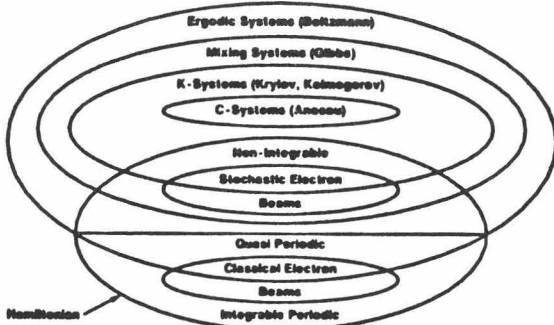 Ergodic Systems (Boltzmann)
Mixing Systems (Gibbs)
K-Systems (Krylov, Kolmogorov)
C-Systems (Anosov)
Non-Integrable
Stochastic Electron
Beams
Quasi Periodic
Classical Electron
Beams
Hamiltonian
Integrable Periodic